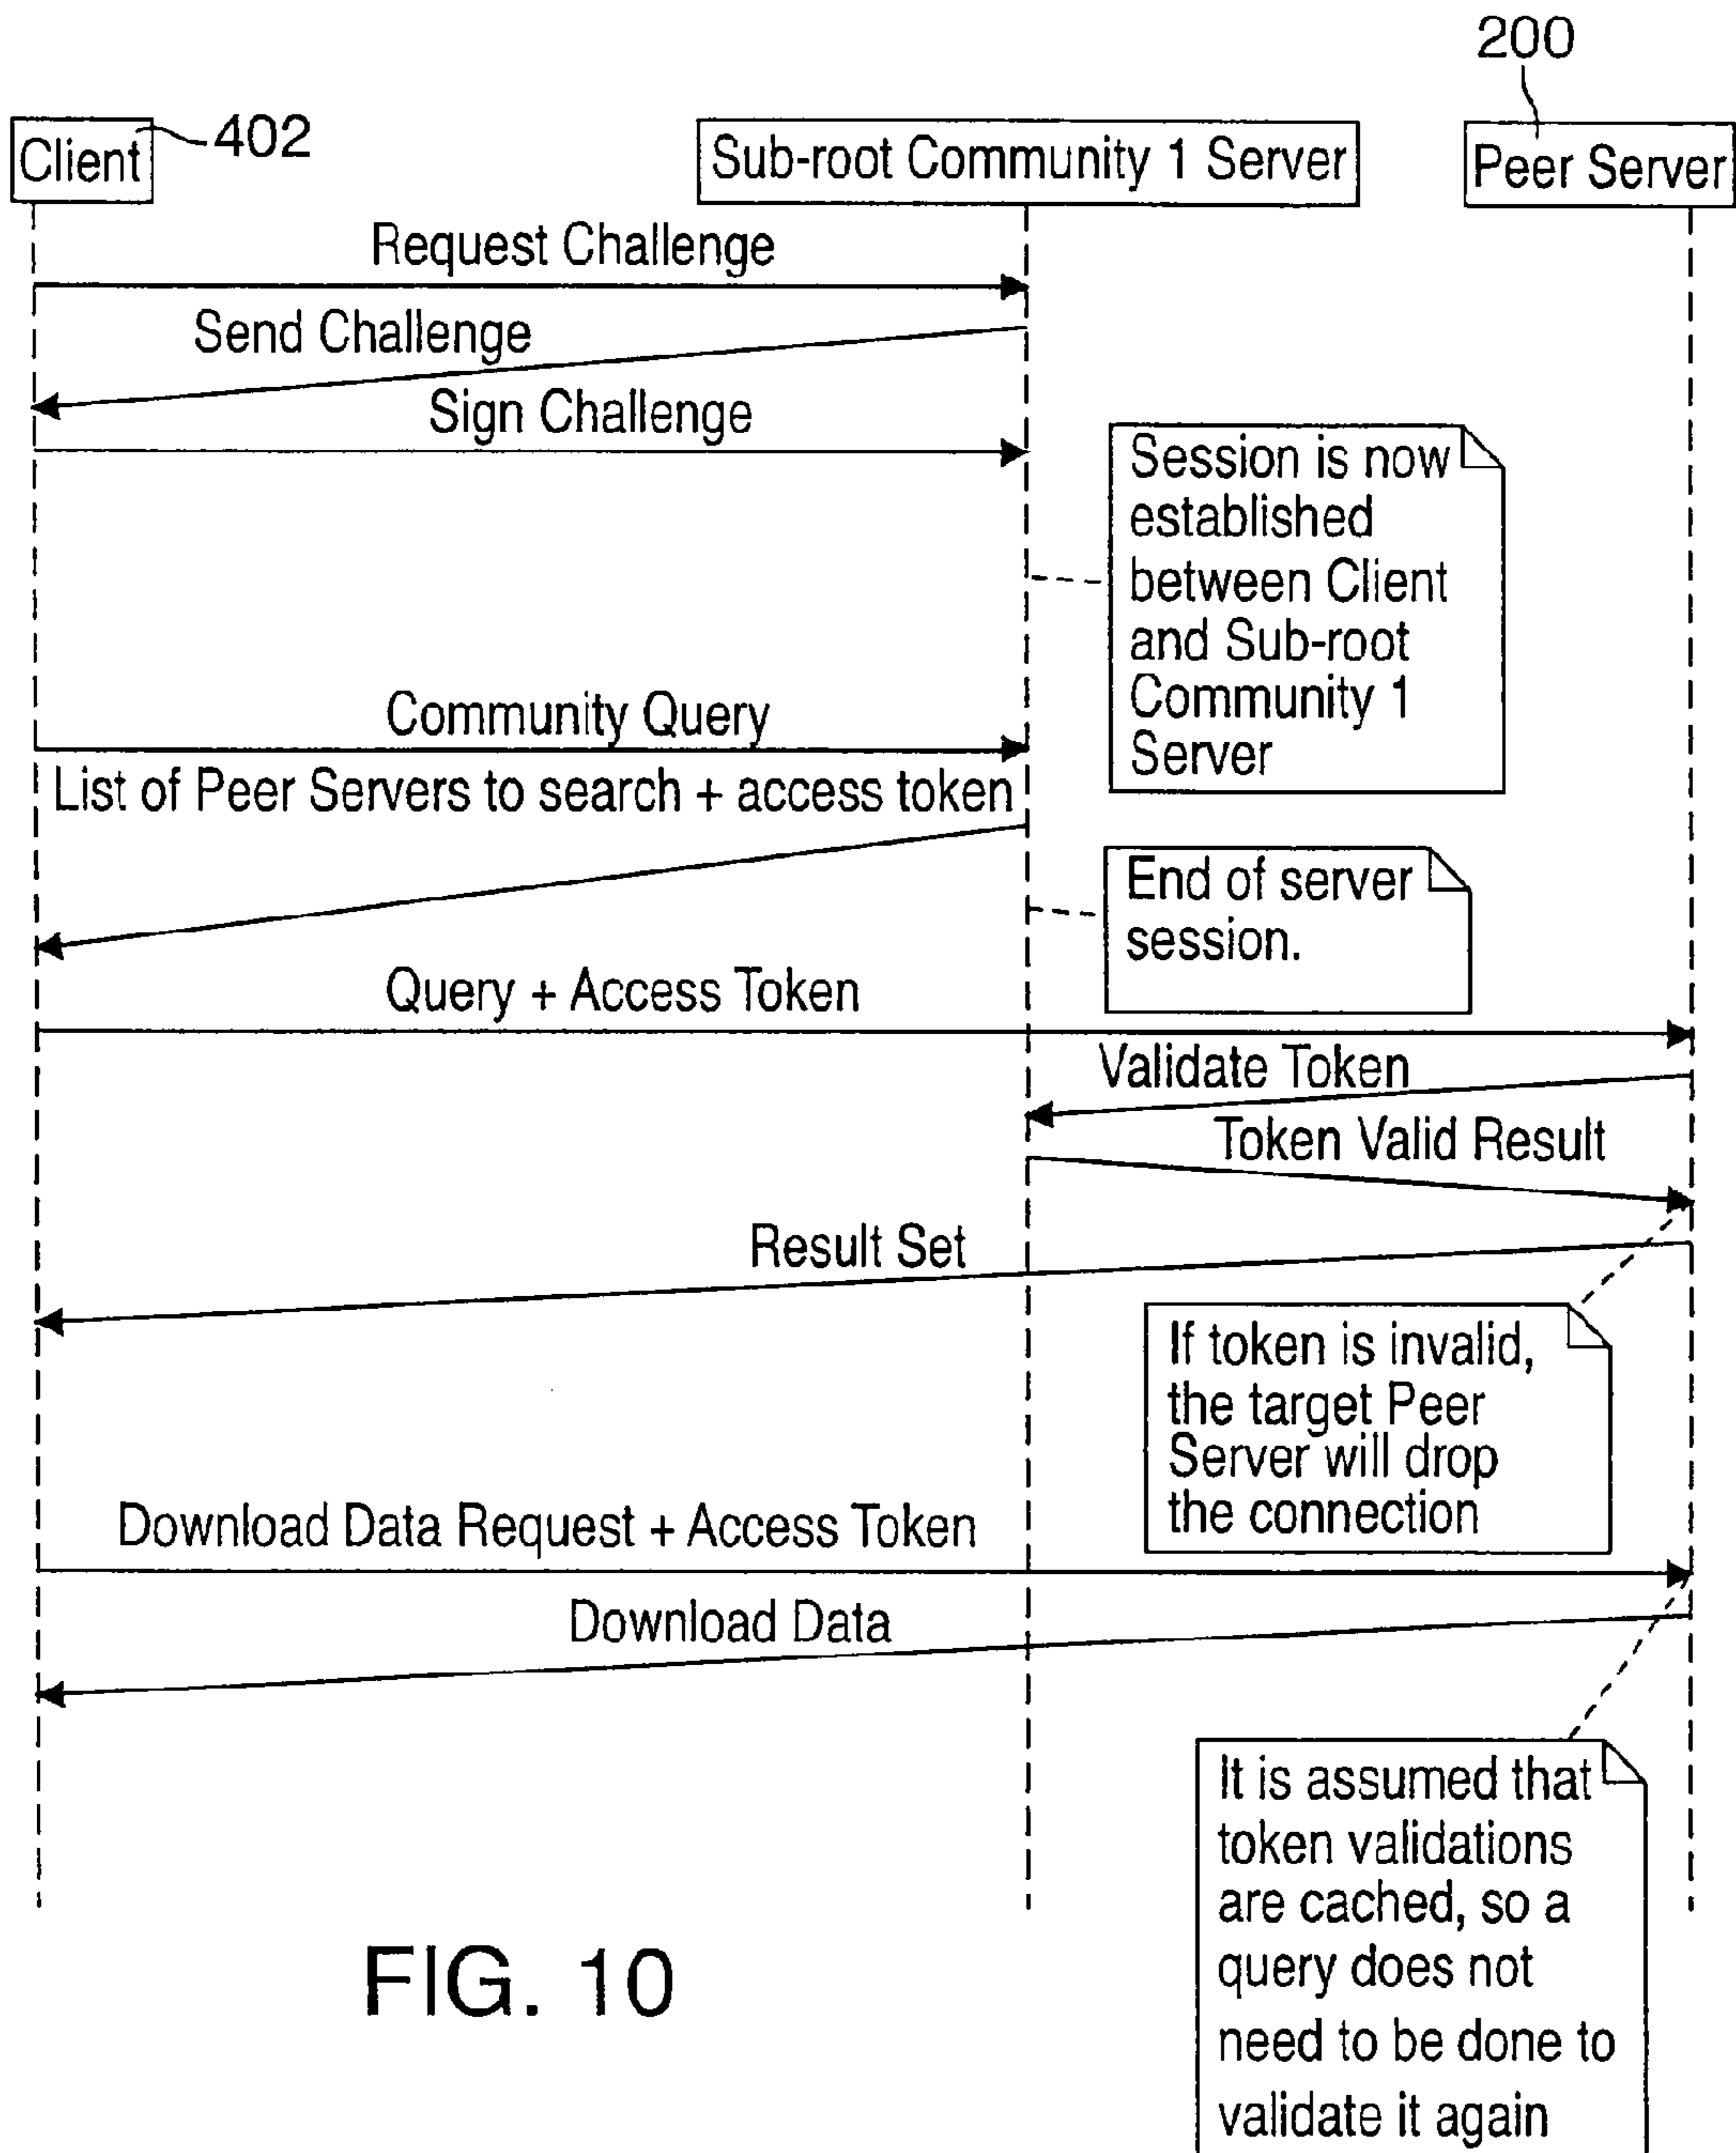 200
Client
402
Sub-root Community 1 Server
Peer Server
Request Challenge
Send Challenge
Sign Challenge
Session is now
established
between Client
and Sub-root
Community 1
Server
Community Query
List of Peer Servers to search + access token
End of server
session.
Query + Access Token
Validate Token
Token Valid Result
Result Set
If token is invalid,
the target Peer
Server will drop
the connection
Download Data Request + Access Token
Download Data
It is assumed that
token validations
are cached, so a
query does not
need to be done to
validate it again
FIG. 10